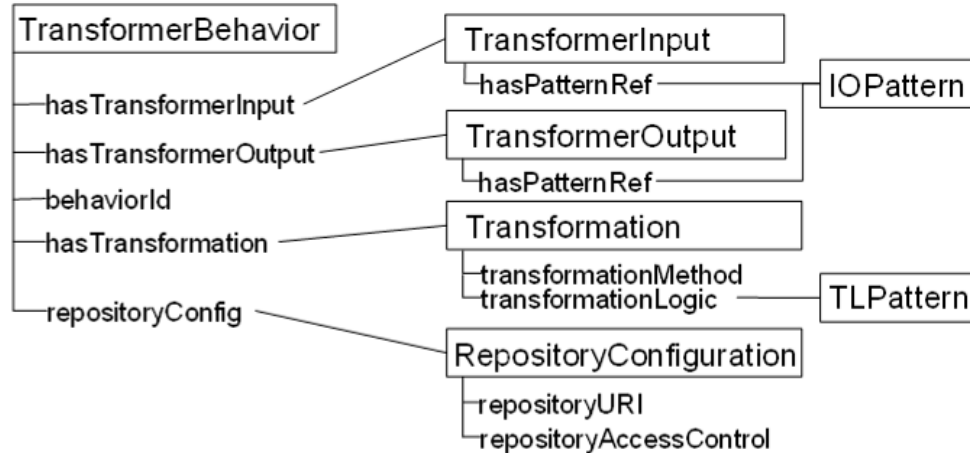 TransformerBehavior
hasTransformerInput
hasTransformerOutput
behaviorId
hasTransformation
repositoryConfig
TransformerInput
hasPatternRef
TransformerOutput
hasPatternRef
Transformation
transformationMethod
transformationLogic
RepositoryConfiguration
repositoryURI
repositoryAccessControl
IOPattern
TLPattern